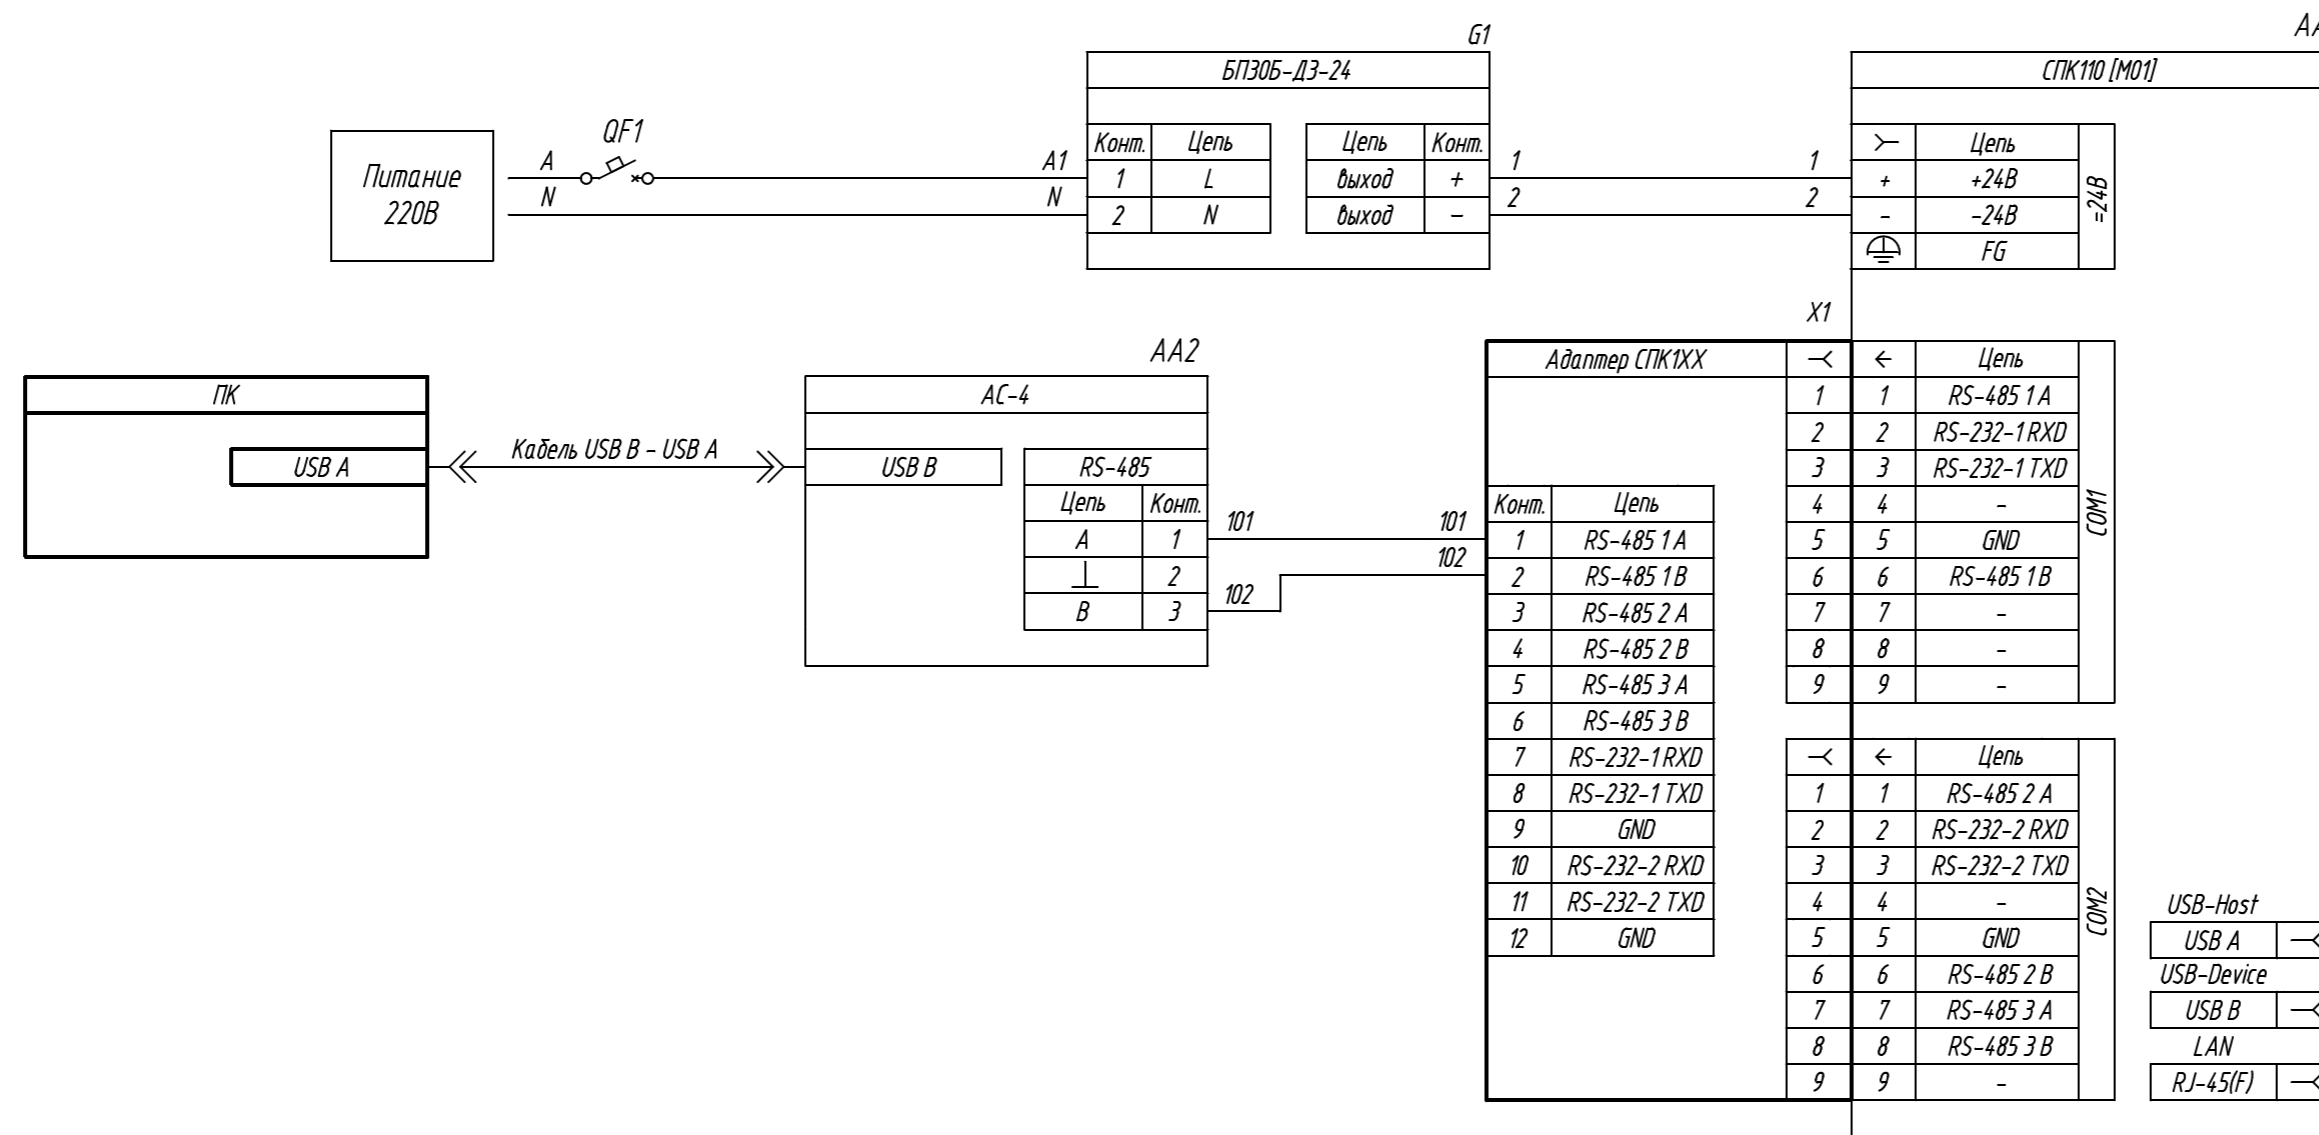 G1
AA
БП30Б-Д3-24
СПК110 [М01]
Питание
220В
QF1
A
N
A1
N
Конт. Цепь
1 L
2 N
Цепь Конт.
выход +
выход -
1
2
1
2
Цепь
+ +24В
- -24В
FG
=24В
X1
AA2
ПК
USB A
Кабель USB B - USB A
АС-4
USB B
RS-485
Цепь Конт.
A 1
2
B 3
101
102
101
102
Адаптер СПК1ХХ
Конт. Цепь
1 RS-485 1 A
2 RS-485 1 B
3 RS-485 2 A
4 RS-485 2 B
5 RS-485 3 A
6 RS-485 3 B
7 RS-232-1 RXD
8 RS-232-1 TXD
9 GND
10 RS-232-2 RXD
11 RS-232-2 TXD
12 GND
Цепь
1 1 RS-485 1 A
2 2 RS-232-1 RXD
3 3 RS-232-1 TXD
4 4 -
5 5 GND
6 6 RS-485 1 B
7 7 -
8 8 -
9 9 -
COM1
Цепь
1 1 RS-485 2 A
2 2 RS-232-2 RXD
3 3 RS-232-2 TXD
4 4 -
5 5 GND
6 6 RS-485 2 B
7 7 RS-485 3 A
8 8 RS-485 3 B
9 9 -
COM2
USB-Host
USB A
USB-Device
USB B
LAN
RJ-45(F)